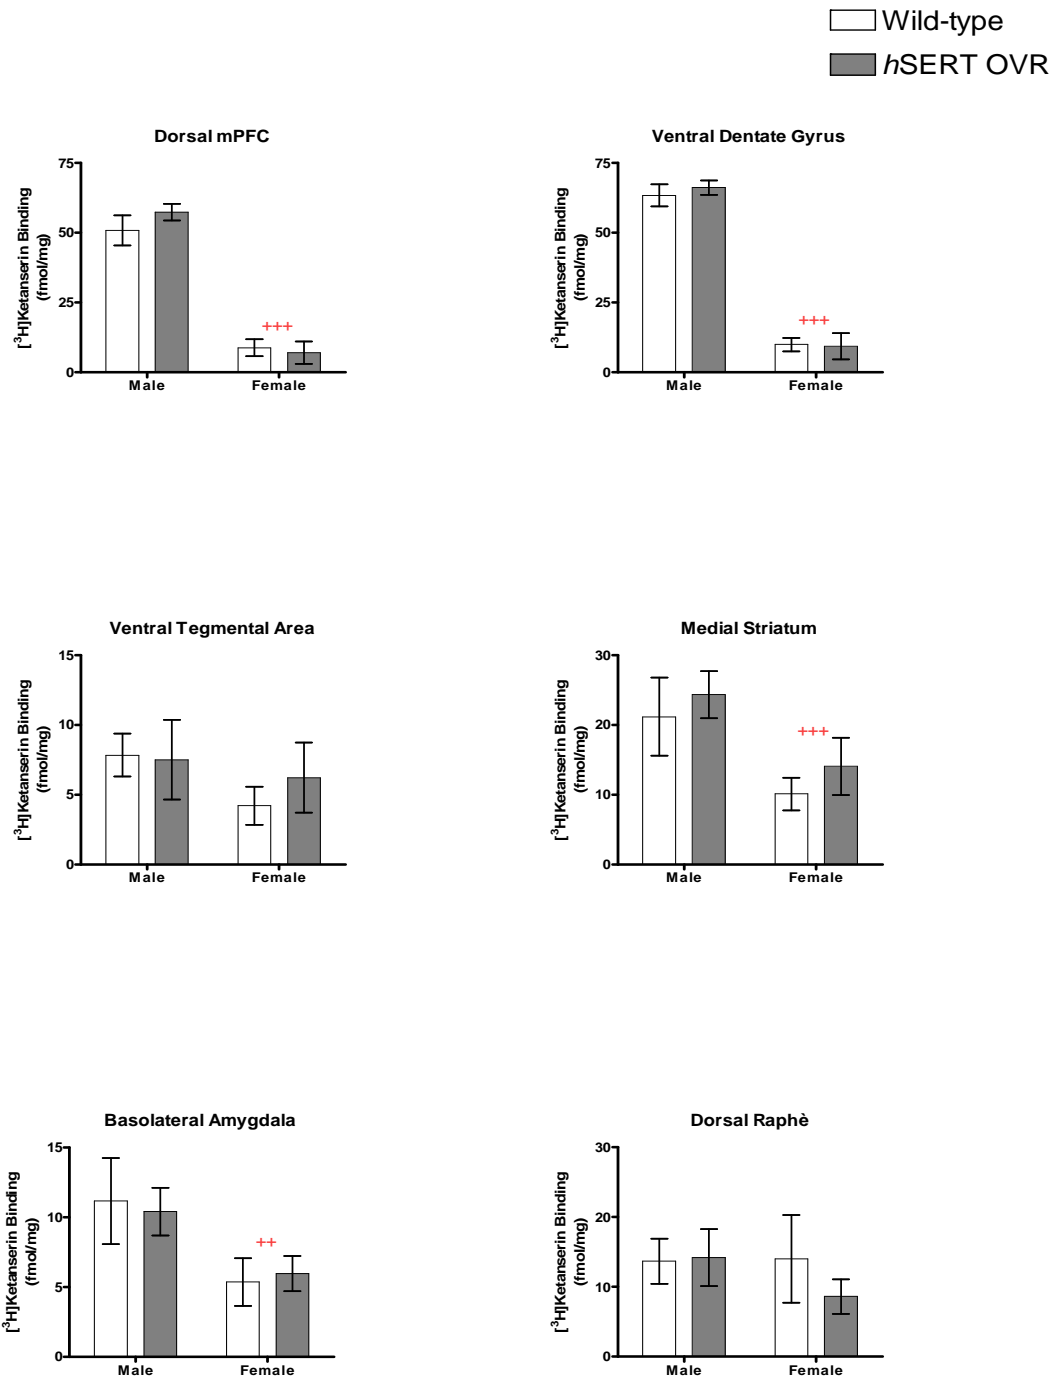 Wild-type
hSERT OVR
Dorsal mPFC
[³H]Ketanserin Binding
(fmol/mg)
75
50
25
0
+++
Male Female
Ventral Dentate Gyrus
[³H]Ketanserin Binding
(fmol/mg)
75
50
25
0
+++
Male Female
Ventral Tegmental Area
[³H]Ketanserin Binding
(fmol/mg)
15
10
5
0
Male Female
Medial Striatum
[³H]Ketanserin Binding
(fmol/mg)
30
20
10
0
+++
Male Female
Basolateral Amygdala
[³H]Ketanserin Binding
(fmol/mg)
15
10
5
0
++
Male Female
Dorsal Raphè
[³H]Ketanserin Binding
(fmol/mg)
30
20
10
0
Male Female